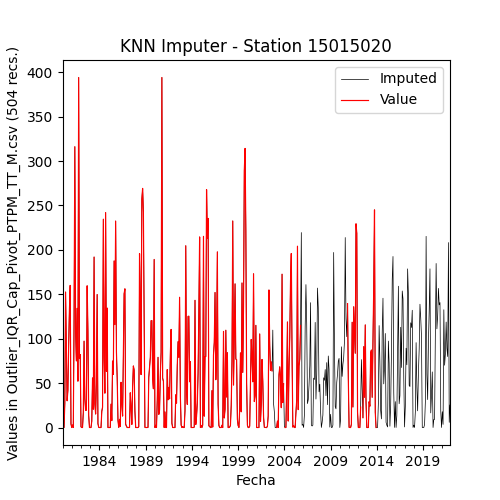 KNN Imputer - Station 15015020
Values in Outlier_IQR_Cap_Pivot_PTPM_TT_M.csv (504 recs.)
400
350
300
250
200
150
100
50
0
Imputed
Value
1984 1989 1994 1999 2004 2009 2014 2019
Fecha